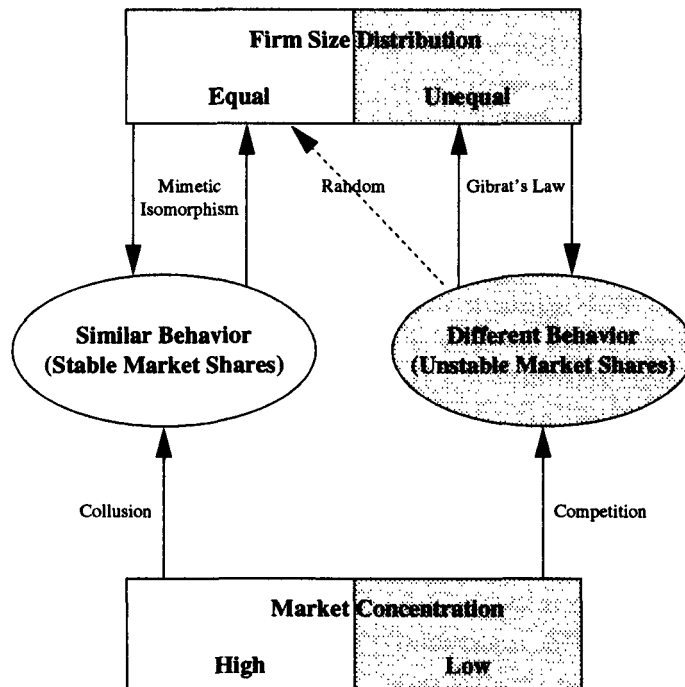 Firm Size Distribution
Equal
Unequal
Mimetic
Isomorphism
Random
Gibrat's Law
Similar Behavior
(Stable Market Shares)
Different Behavior
(Unstable Market Shares)
Collusion
Competition
Market Concentration
High
Low